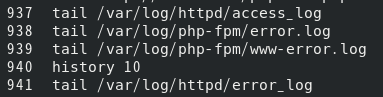 937 tail /var/log/httpd/access_log
938 tail /var/log/php-fpm/error.log
939 tail /var/log/php-fpm/www-error.log
940 history 10
941 tail /var/log/httpd/error_log